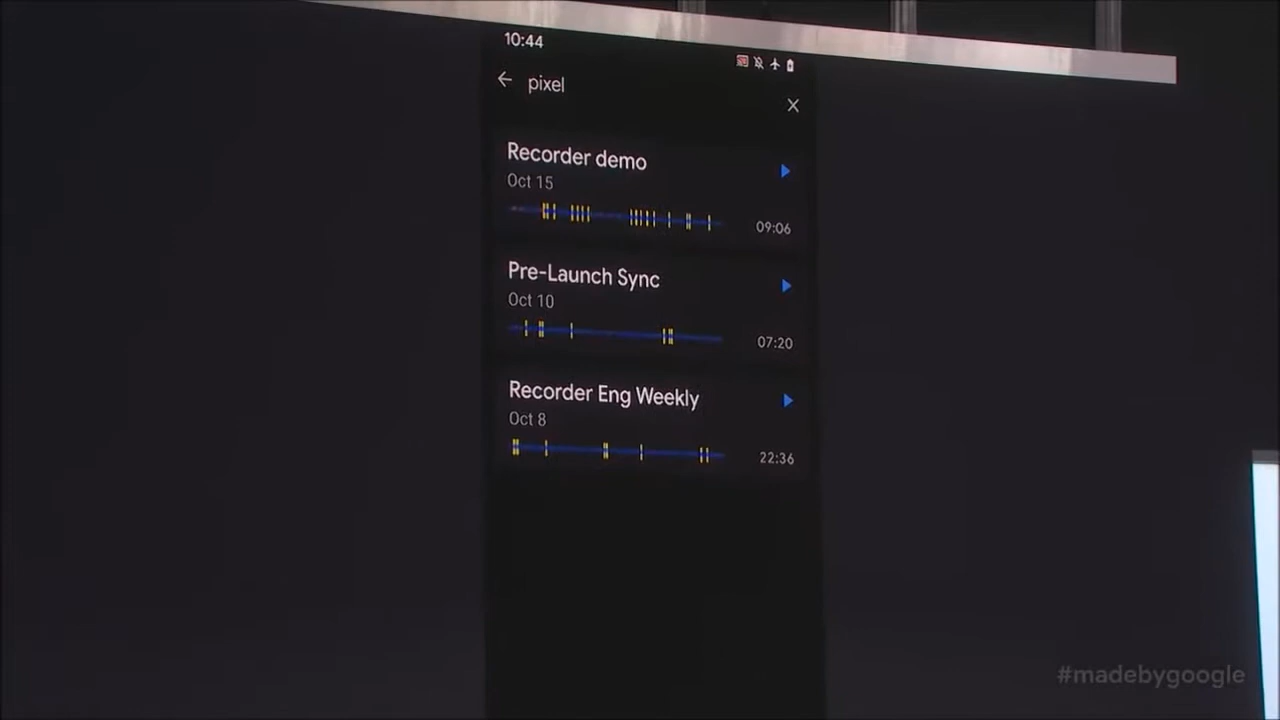 10:44
pixel
Recorder demo
Oct 15
09:06
Pre-Launch Sync
Oct 10
07:20
Recorder Eng Weekly
Oct 8
22:36
#madebygoogle